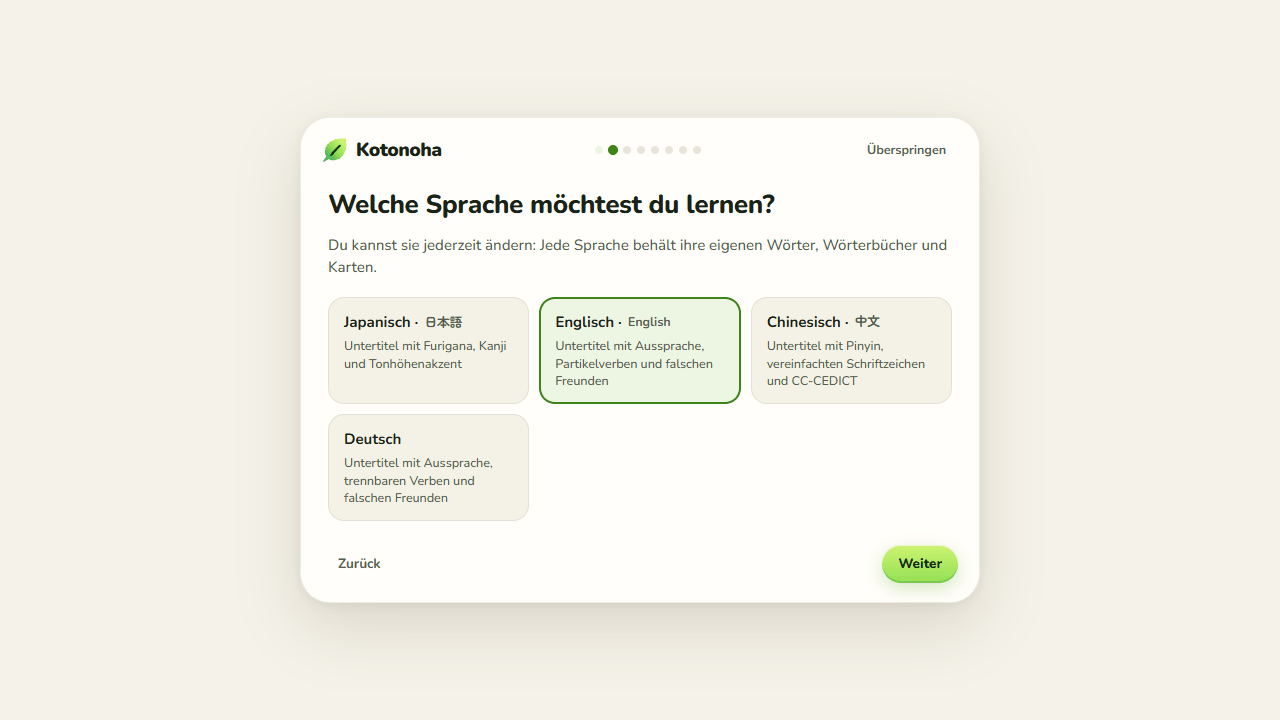 Kotonoha
Überspringen
Welche Sprache möchtest du lernen?
Du kannst sie jederzeit ändern: Jede Sprache behält ihre eigenen Wörter, Wörterbücher und
Karten.
Japanisch · 日本語
Untertitel mit Furigana, Kanji
und Tonhöhenakzent
Englisch · English
Untertitel mit Aussprache,
Partikelverben und falschen
Freunden
Chinesisch · 中文
Untertitel mit Pinyin,
vereinfachten Schriftzeichen
und CC-CEDICT
Deutsch
Untertitel mit Aussprache,
trennbaren Verben und
falschen Freunden
Zurück
Weiter